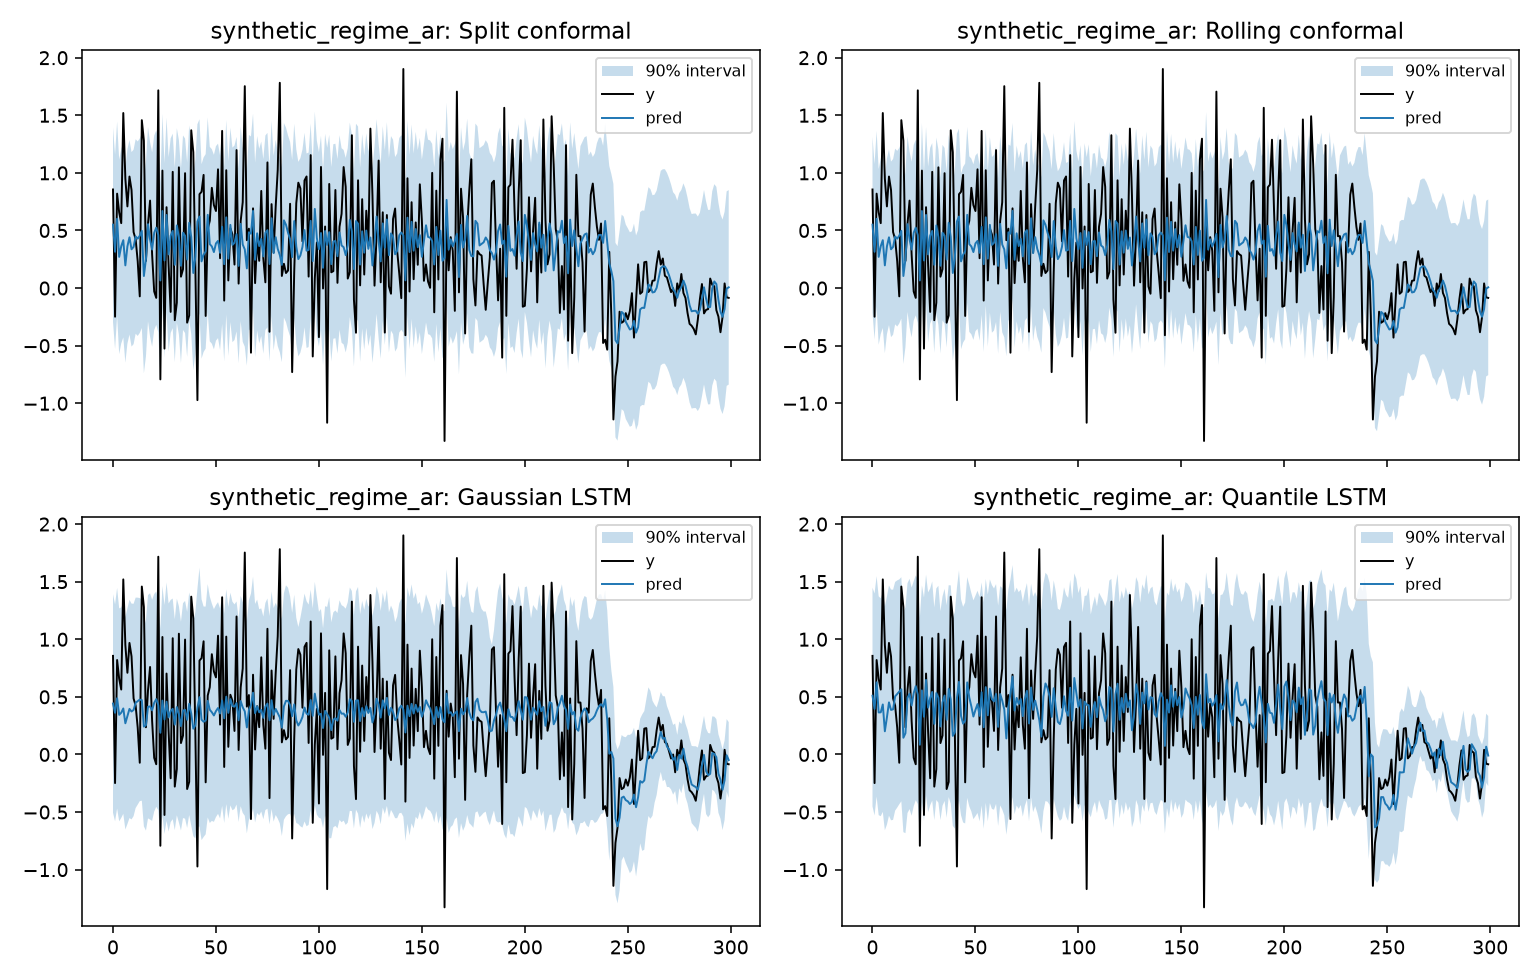 synthetic_regime_ar: Split conformal
2.0
1.5
1.0
0.5
0.0
−0.5
−1.0
90% interval
y
pred
synthetic_regime_ar: Rolling conformal
2.0
1.5
1.0
0.5
0.0
−0.5
−1.0
90% interval
y
pred
synthetic_regime_ar: Gaussian LSTM
2.0
1.5
1.0
0.5
0.0
−0.5
−1.0
90% interval
y
pred
0 50 100 150 200 250 300
synthetic_regime_ar: Quantile LSTM
2.0
1.5
1.0
0.5
0.0
−0.5
−1.0
90% interval
y
pred
0 50 100 150 200 250 300